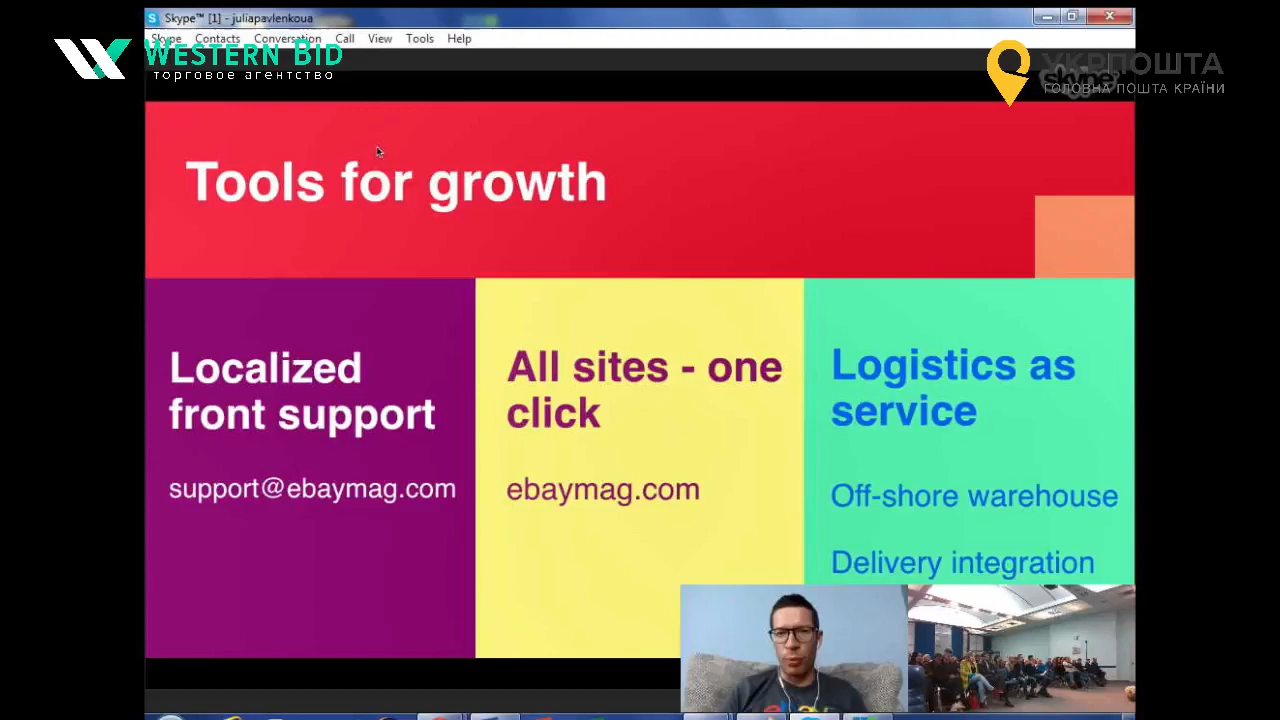 Skype™ [1] - juliapavlenkoua
Skype Contacts Conversation Call View Tools Help
WESTERN BID
торговое агентство
УКРПОШТА
ГОЛОВНА ПОШТА КРАЇНИ
skype
Tools for growth
Localized
front support
support@ebaymag.com
All sites - one
click
ebaymag.com
Logistics as
service
Off-shore warehouse
Delivery integration
ebay